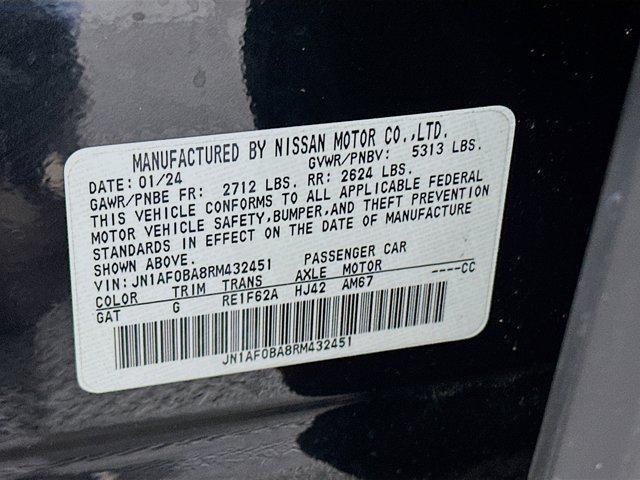 MANUFACTURED BY NISSAN MOTOR CO.,LTD.
DATE: 01/24 GVWR/PNBV: 5313 LBS.
GAWR/PNBE FR: 2712 LBS. RR: 2624 LBS.
THIS VEHICLE CONFORMS TO ALL APPLICABLE FEDERAL
MOTOR VEHICLE SAFETY,BUMPER,AND THEFT PREVENTION
STANDARDS IN EFFECT ON THE DATE OF MANUFACTURE
SHOWN ABOVE.
VIN: JN1AF0BA8RM432451 PASSENGER CAR
COLOR TRIM TRANS AXLE MOTOR
GAT G RE1F62A HJ42 AM67 ----CC
JN1AF0BA8RM432451